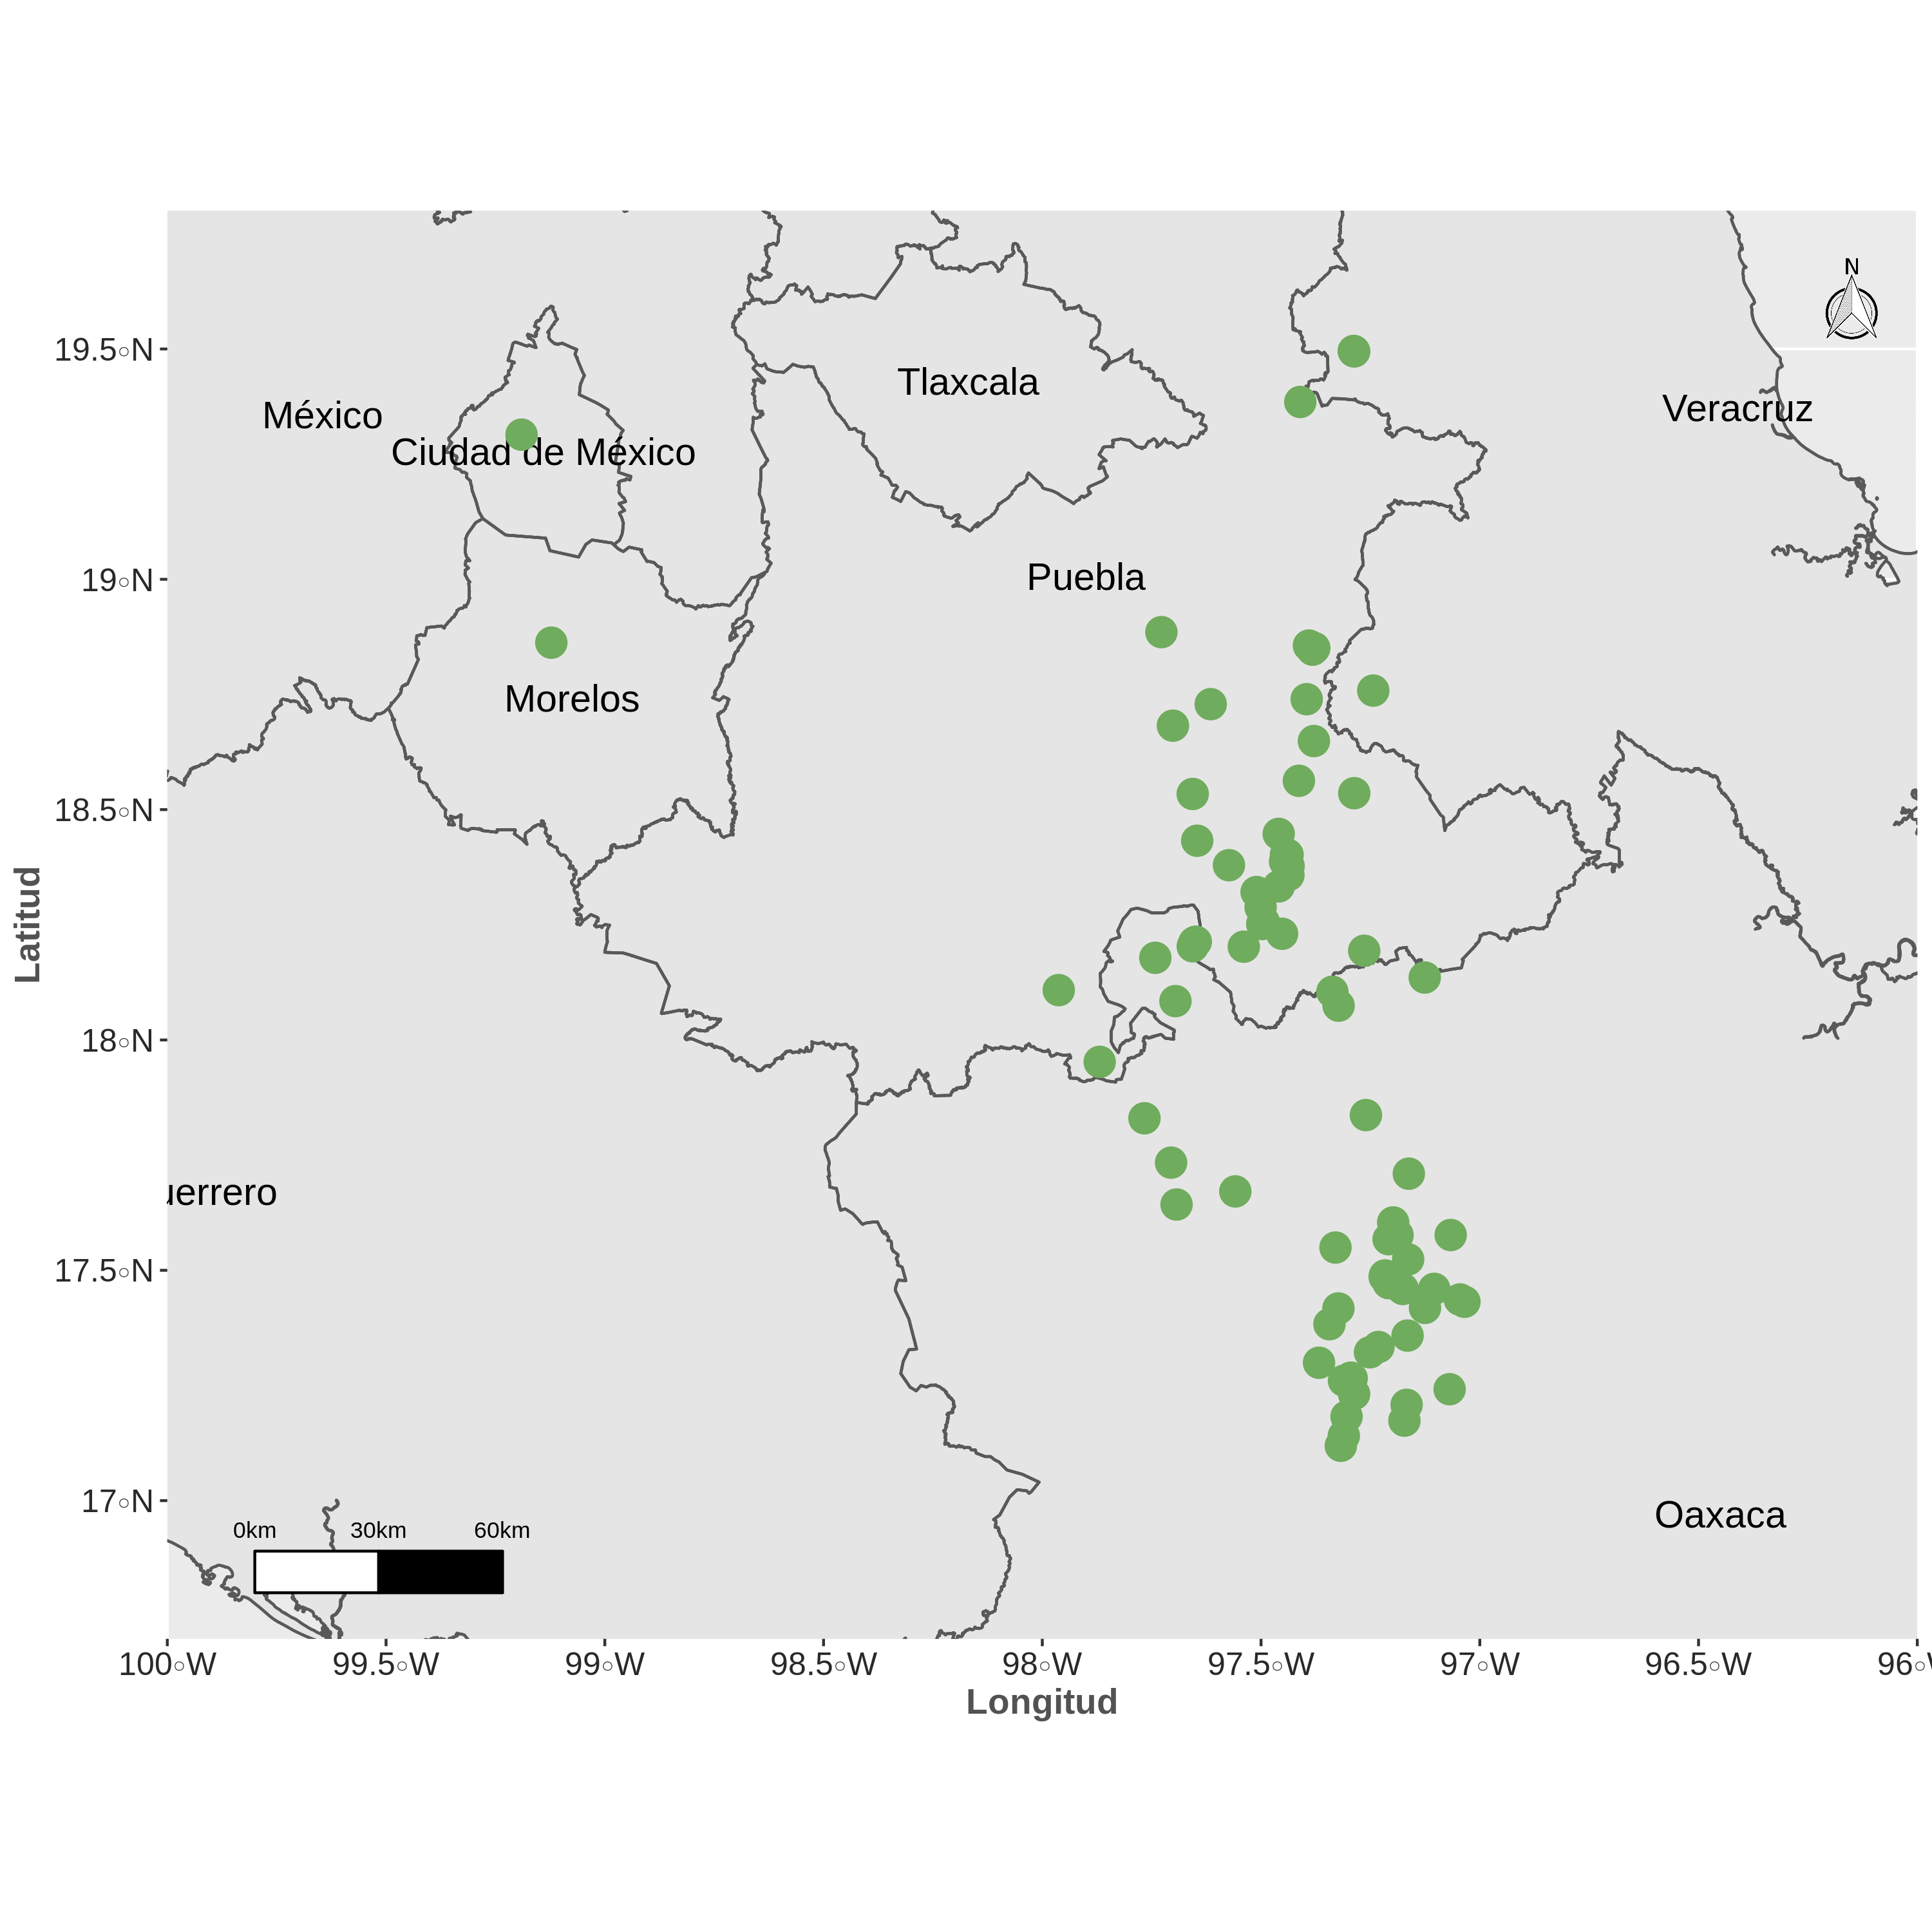 N
19.5◦N
Tlaxcala
México
Veracruz
Ciudad de México
19◦N
Puebla
Morelos
18.5◦N
Latitud
18◦N
uerrero
17.5◦N
17◦N
Oaxaca
0km 30km 60km
100◦W 99.5◦W 99◦W 98.5◦W 98◦W 97.5◦W 97◦W 96.5◦W 96◦W
Longitud